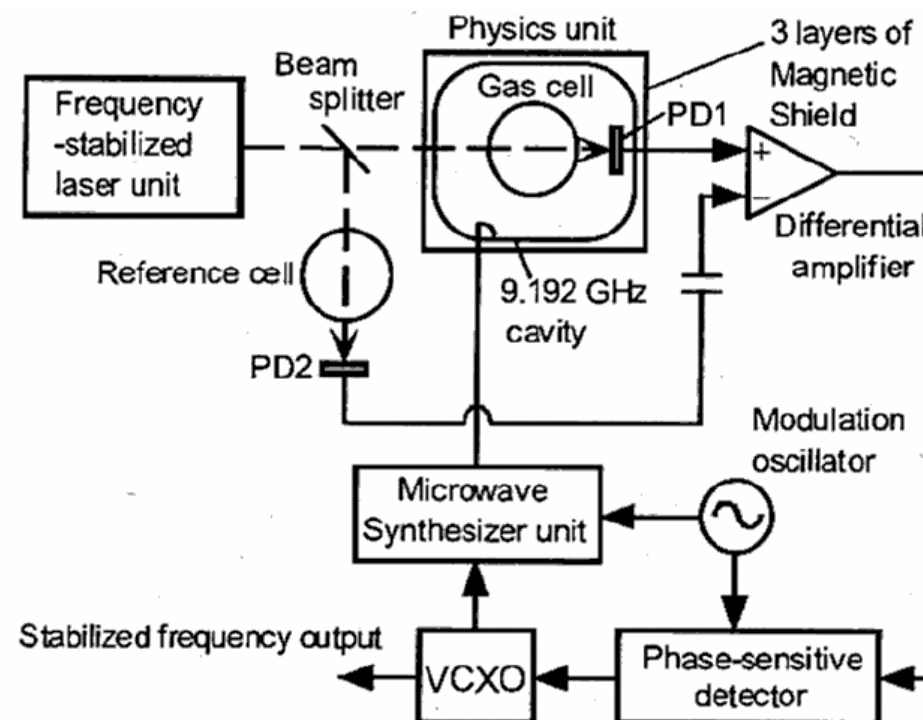 Physics unit
3 layers of
Magnetic
Shield
Beam
splitter
Gas cell
PD1
Frequency
-stabilized
laser unit
+
−
Differential
amplifier
Reference cell
9.192 GHz
cavity
PD2
Modulation
oscillator
Microwave
Synthesizer unit
Stabilized frequency output
VCXO
Phase-sensitive
detector